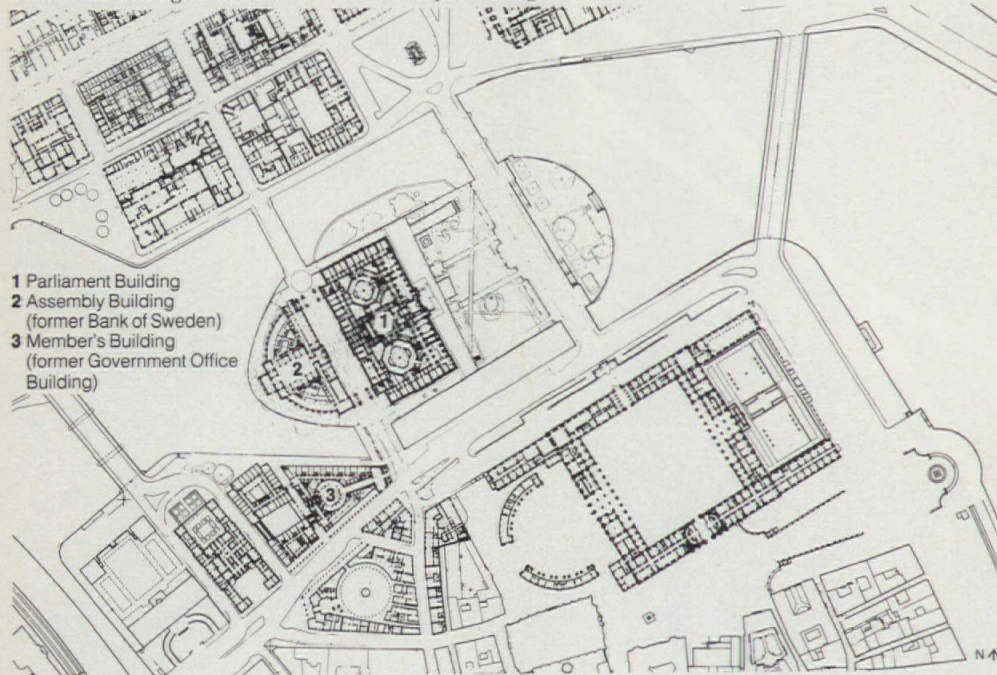 1 Parliament Building
2 Assembly Building
(former Bank of Sweden)
3 Member's Building
(former Government Office
Building)
1
2
3
N